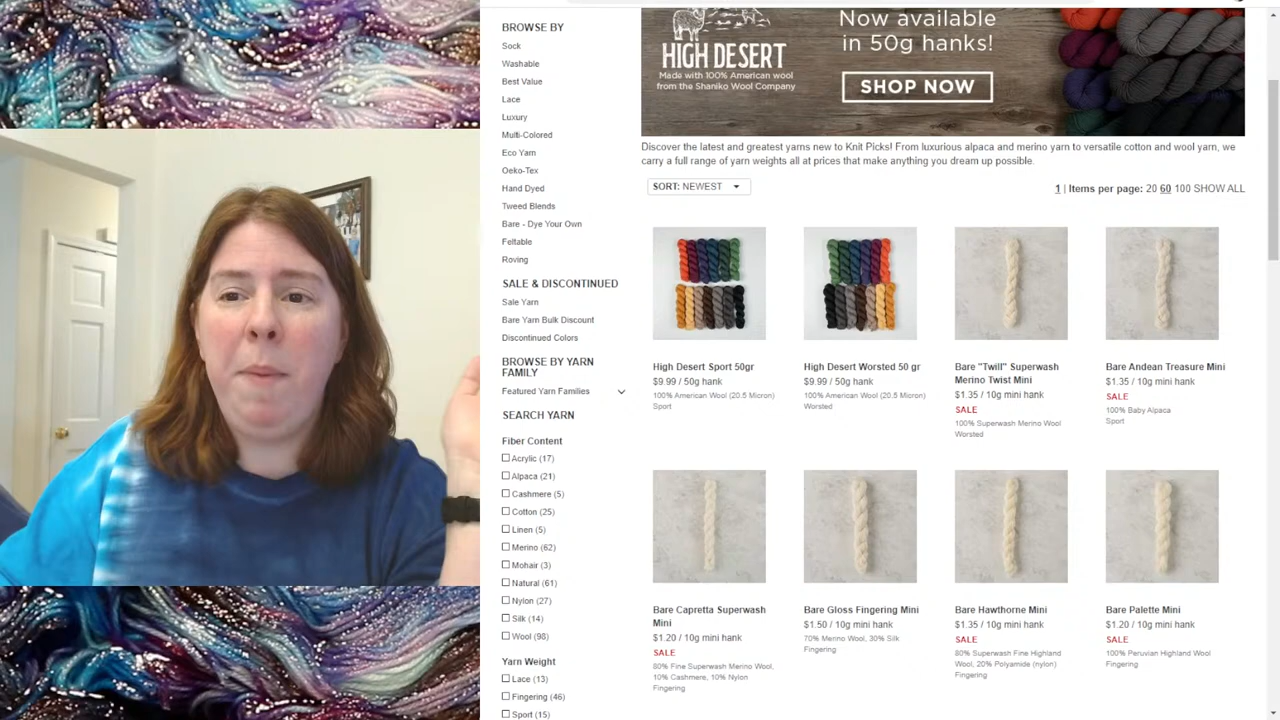 BROWSE BY
Sock
Washable
Best Value
Lace
Luxury
Multi-Colored
Eco Yarn
Oeko-Tex
Hand Dyed
Tweed Blends
Bare - Dye Your Own
Feltable
Roving
SALE & DISCONTINUED
Sale Yarn
Bare Yarn Bulk Discount
Discontinued Colors
BROWSE BY YARN
FAMILY
Featured Yarn Families
SEARCH YARN
Fiber Content
Acrylic (17)
Alpaca (21)
Cashmere (5)
Cotton (25)
Linen (5)
Merino (62)
Mohair (3)
Natural (61)
Nylon (27)
Silk (14)
Wool (98)
Yarn Weight
Lace (13)
Fingering (46)
Sport (15)
HIGH DESERT
Made with 100% American wool
from the Shaniko Wool Company
Now available
in 50g hanks!
SHOP NOW
Discover the latest and greatest yarns new to Knit Picks! From luxurious alpaca and merino yarn to versatile cotton and wool yarn, we
carry a full range of yarn weights all at prices that make anything you dream up possible.
SORT: NEWEST
1 | Items per page: 20 60 100 SHOW ALL
High Desert Sport 50gr
$9.99 / 50g hank
100% American Wool (20.5 Micron)
Sport
High Desert Worsted 50 gr
$9.99 / 50g hank
100% American Wool (20.5 Micron)
Worsted
Bare "Twill" Superwash
Merino Twist Mini
$1.35 / 10g mini hank
SALE
100% Superwash Merino Wool
Worsted
Bare Andean Treasure Mini
$1.35 / 10g mini hank
SALE
100% Baby Alpaca
Sport
Bare Capretta Superwash
Mini
$1.20 / 10g mini hank
SALE
80% Fine Superwash Merino Wool,
10% Cashmere, 10% Nylon
Fingering
Bare Gloss Fingering Mini
$1.50 / 10g mini hank
70% Merino Wool, 30% Silk
Fingering
Bare Hawthorne Mini
$1.35 / 10g mini hank
SALE
80% Superwash Fine Highland
Wool, 20% Polyamide (nylon)
Fingering
Bare Palette Mini
$1.20 / 10g mini hank
SALE
100% Peruvian Highland Wool
Fingering